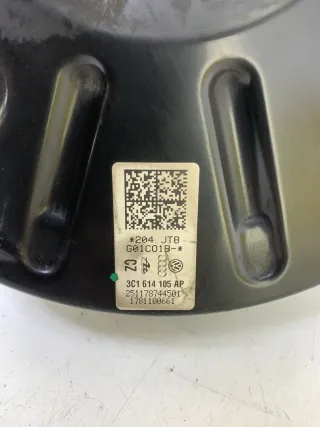 *204 JT8
G01C01B-*
CZ
3C1 614 105 AP
251178744501
1781100661